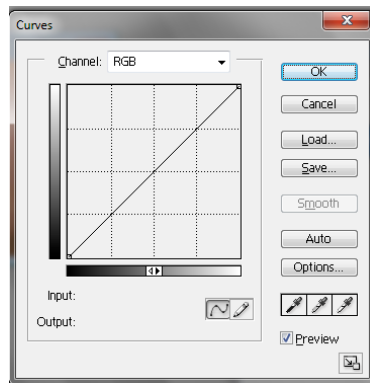 Curves
Channel: RGB
OK
Cancel
Load...
Save...
Smooth
Auto
Options...
Input:
Output:
Preview